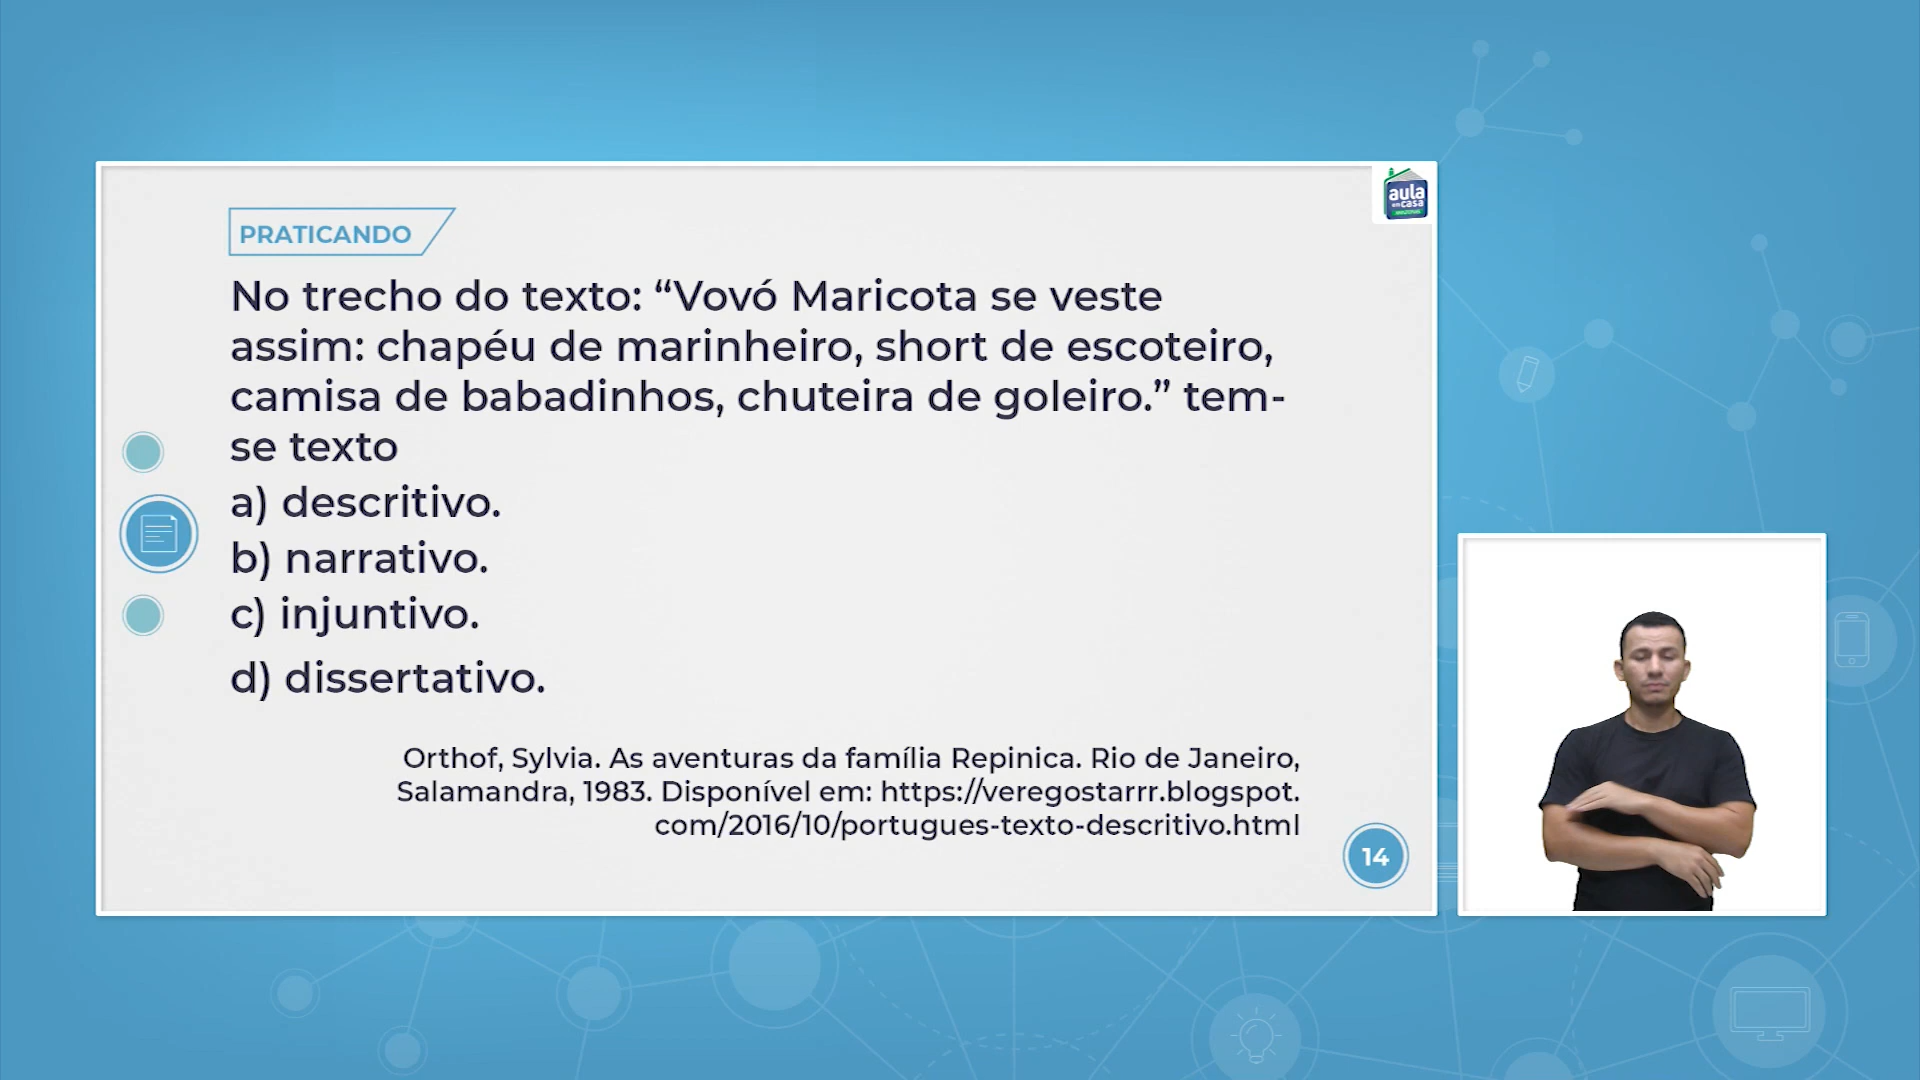 aula
em casa
PRATICANDO
No trecho do texto: “Vovó Maricota se veste
assim: chapéu de marinheiro, short de escoteiro,
camisa de babadinhos, chuteira de goleiro.” tem-
se texto
a) descritivo.
b) narrativo.
c) injuntivo.
d) dissertativo.
Orthof, Sylvia. As aventuras da família Repinica. Rio de Janeiro,
Salamandra, 1983. Disponível em: https://veregostarrr.blogspot.
com/2016/10/portugues-texto-descritivo.html
14